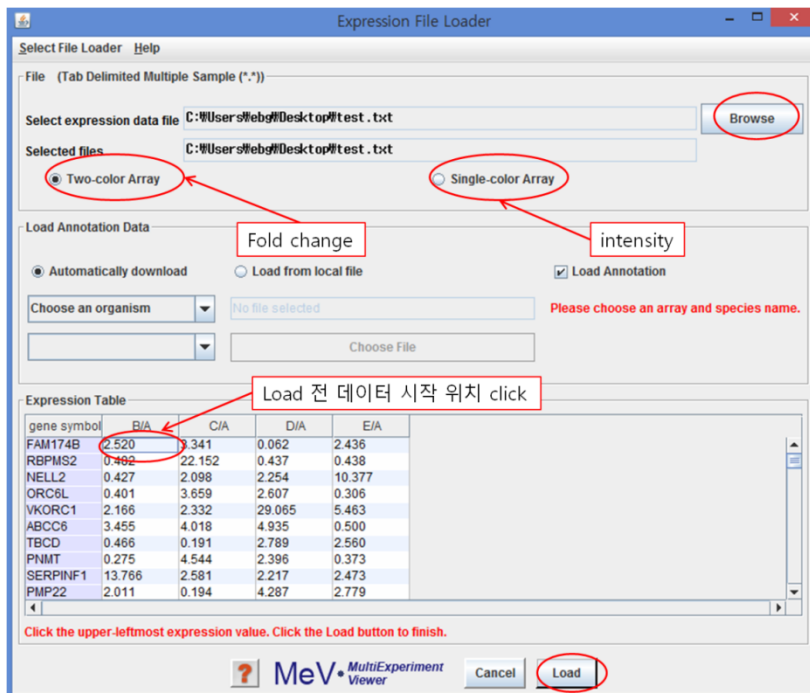 Expression File Loader
Select File Loader Help
File (Tab Delimited Multiple Sample (*.*))
Select expression data file C:₩Users₩ebg₩Desktop₩test.txt Browse
Selected files C:₩Users₩ebg₩Desktop₩test.txt
Two-color Array Single-color Array
Load Annotation Data
Fold change intensity
Automatically download Load from local file Load Annotation
Choose an organism No file selected Please choose an array and species name.
Choose File
Load 전 데이터 시작 위치 click
Expression Table
gene symbol B/A C/A D/A E/A
FAM174B 2.520 3.341 0.062 2.436
RBPMS2 0.482 22.152 0.437 0.438
NELL2 0.427 2.098 2.254 10.377
ORC6L 0.401 3.659 2.607 0.306
VKORC1 2.166 2.332 29.065 5.463
ABCC6 3.455 4.018 4.935 0.500
TBCD 0.466 0.191 2.789 2.560
PNMT 0.275 4.544 2.396 0.373
SERPINF1 13.766 2.581 2.217 2.473
PMP22 2.011 0.194 4.287 2.779
Click the upper-leftmost expression value. Click the Load button to finish.
? MeV MultiExperiment Viewer Cancel Load